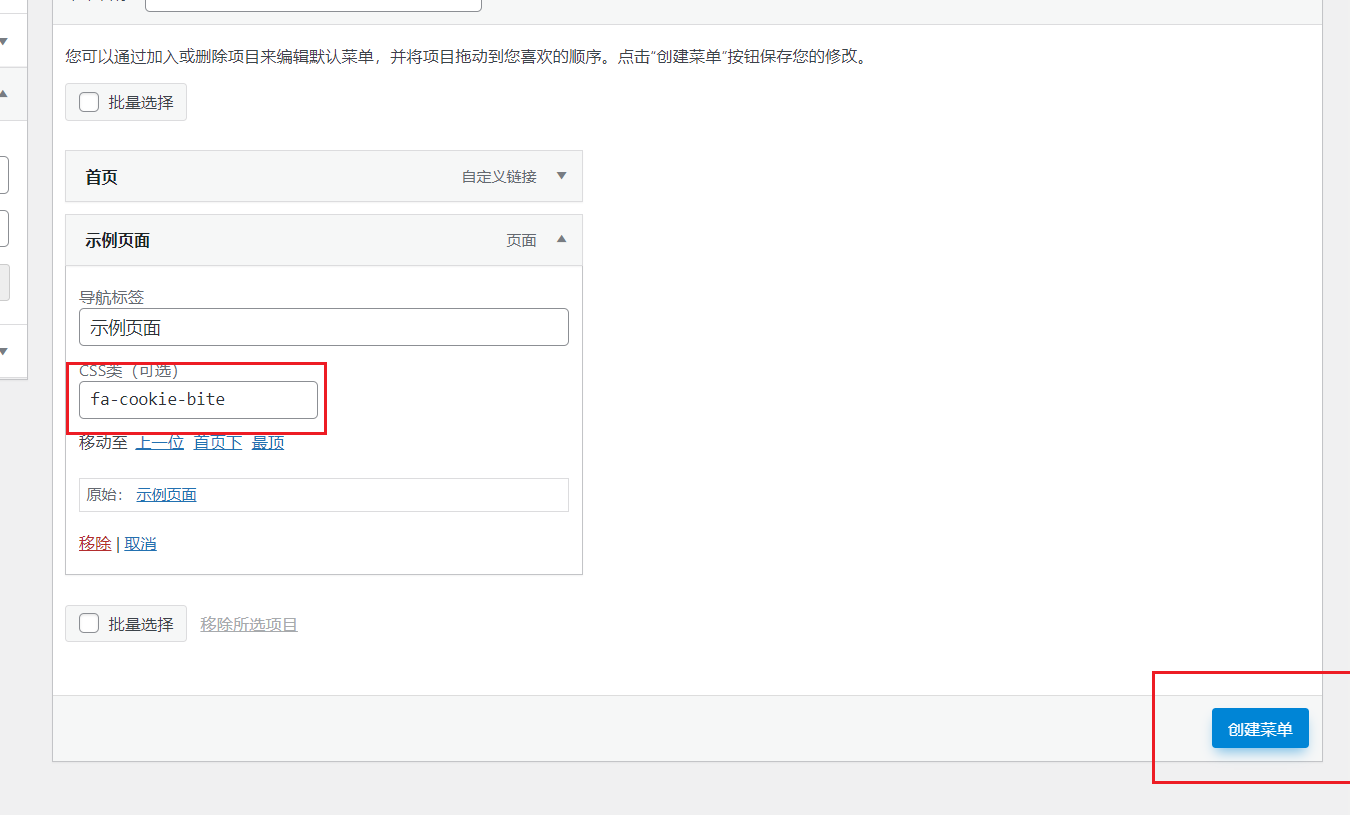 您可以通过加入或删除项目来编辑默认菜单，并将项目拖动到您喜欢的顺序。点击“创建菜单”按钮保存您的修改。
批量选择
首页 自定义链接
示例页面 页面
导航标签
示例页面
CSS类（可选）
fa-cookie-bite
移动至 上一位 首页下 最顶
原始： 示例页面
移除 | 取消
批量选择 移除所选项目
创建菜单